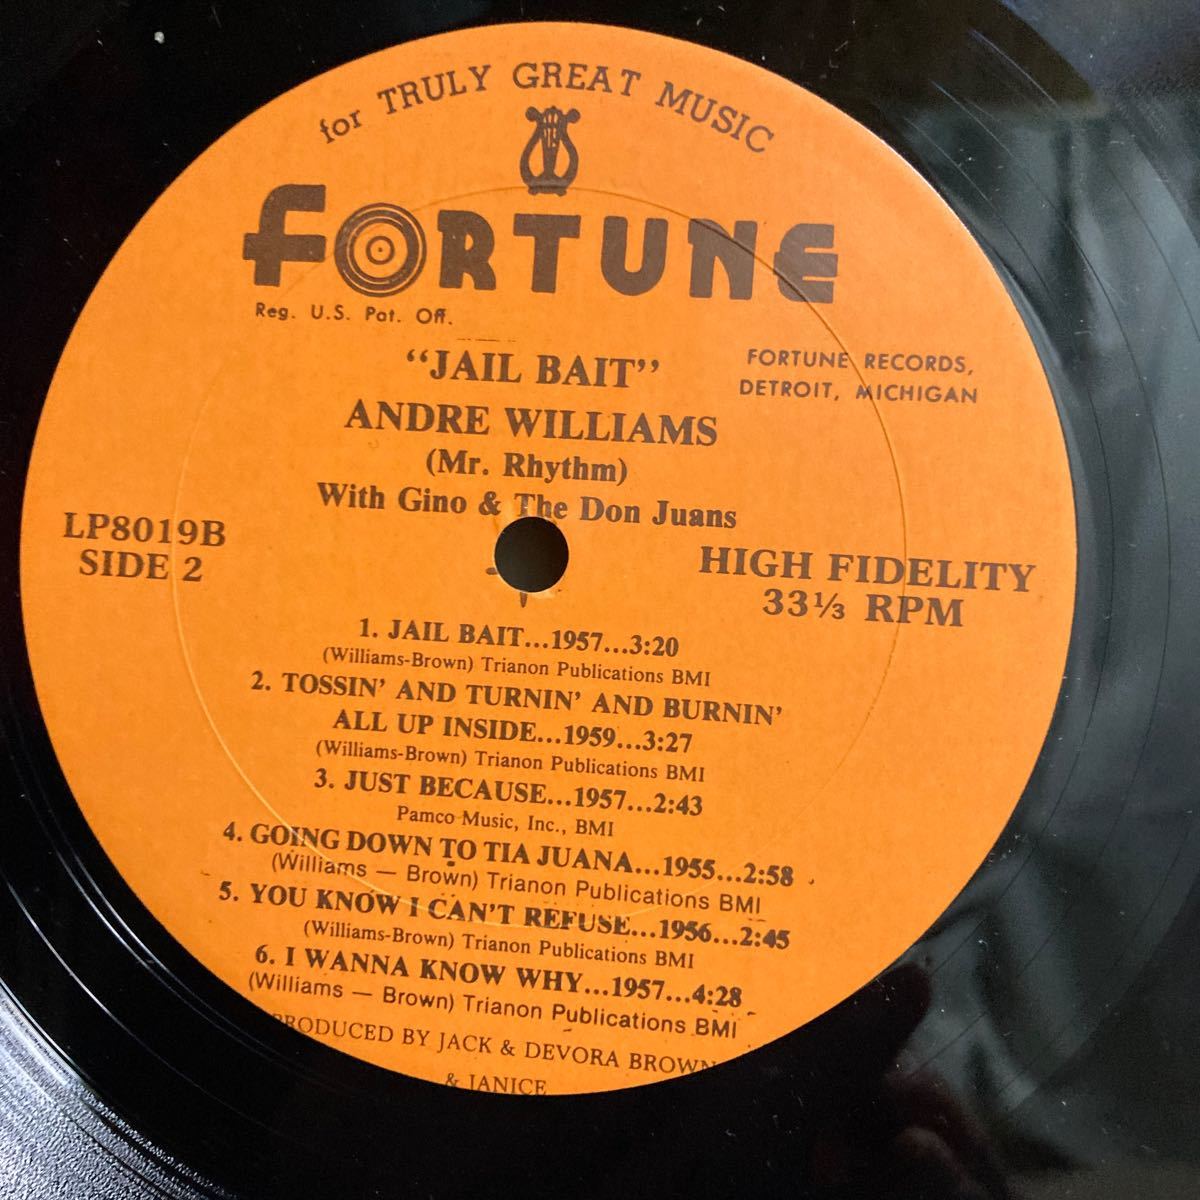 for TRULY GREAT MUSIC
FORTUNE
Reg. U.S. Pat. Off.
"JAIL BAIT"
FORTUNE RECORDS,
DETROIT, MICHIGAN
ANDRE WILLIAMS
(Mr. Rhythm)
With Gino & The Don Juans
LP8019B
SIDE 2
HIGH FIDELITY
33⅓ RPM
1. JAIL BAIT...1957...3:20
(Williams-Brown) Trianon Publications BMI
2. TOSSIN' AND TURNIN' AND BURNIN'
ALL UP INSIDE...1959...3:27
(Williams-Brown) Trianon Publications BMI
3. JUST BECAUSE...1957...2:43
Pamco Music, Inc., BMI
4. GOING DOWN TO TIA JUANA...1955...2:58
(Williams — Brown) Trianon Publications BMI
5. YOU KNOW I CAN'T REFUSE...1956...2:45
(Williams-Brown) Trianon Publications BMI
6. I WANNA KNOW WHY...1957...4:28
(Williams — Brown) Trianon Publications BMI
PRODUCED BY JACK & DEVORA BROWN
& JANICE